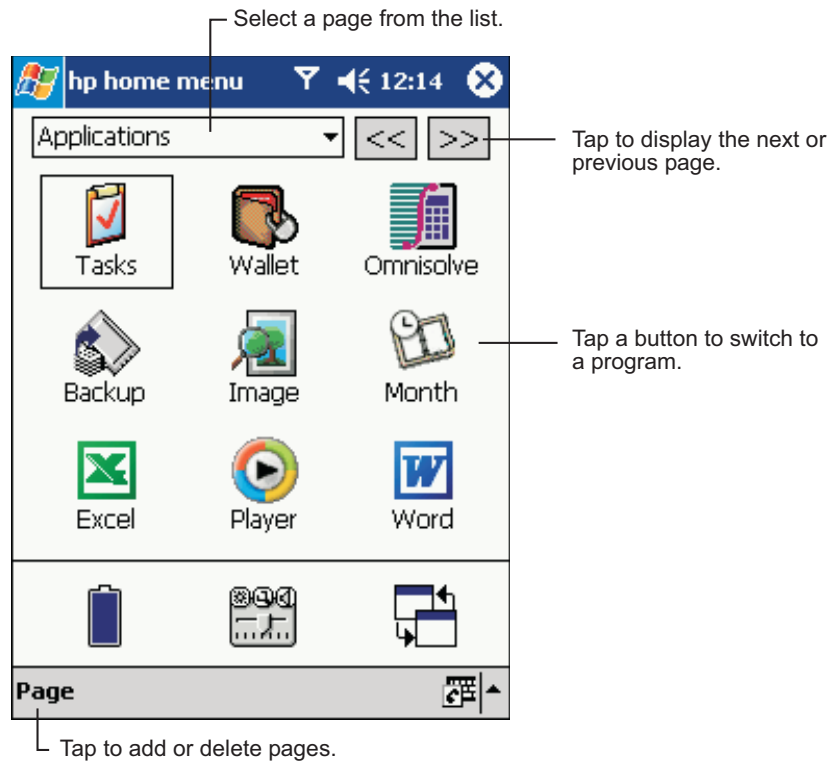 Select a page from the list.
hp home menu 12:14
Applications << >>
Tap to display the next or
previous page.
Tasks Wallet Omnisolve
Tap a button to switch to
a program.
Backup Image Month
Excel Player Word
Page
Tap to add or delete pages.